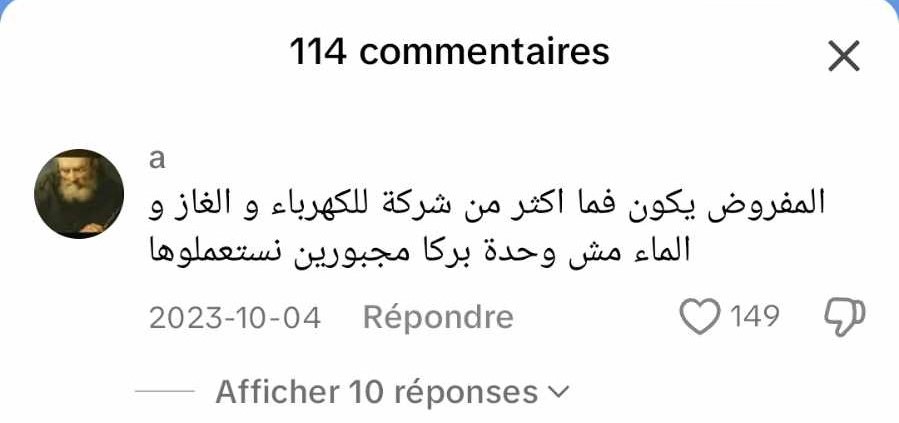 114 commentaires
a
المفروض يكون فما اكثر من شركة للكهرباء و الغاز و
الماء مش وحدة بركا مجبورين نستعملوها
2023-10-04 Répondre 149
Afficher 10 réponses